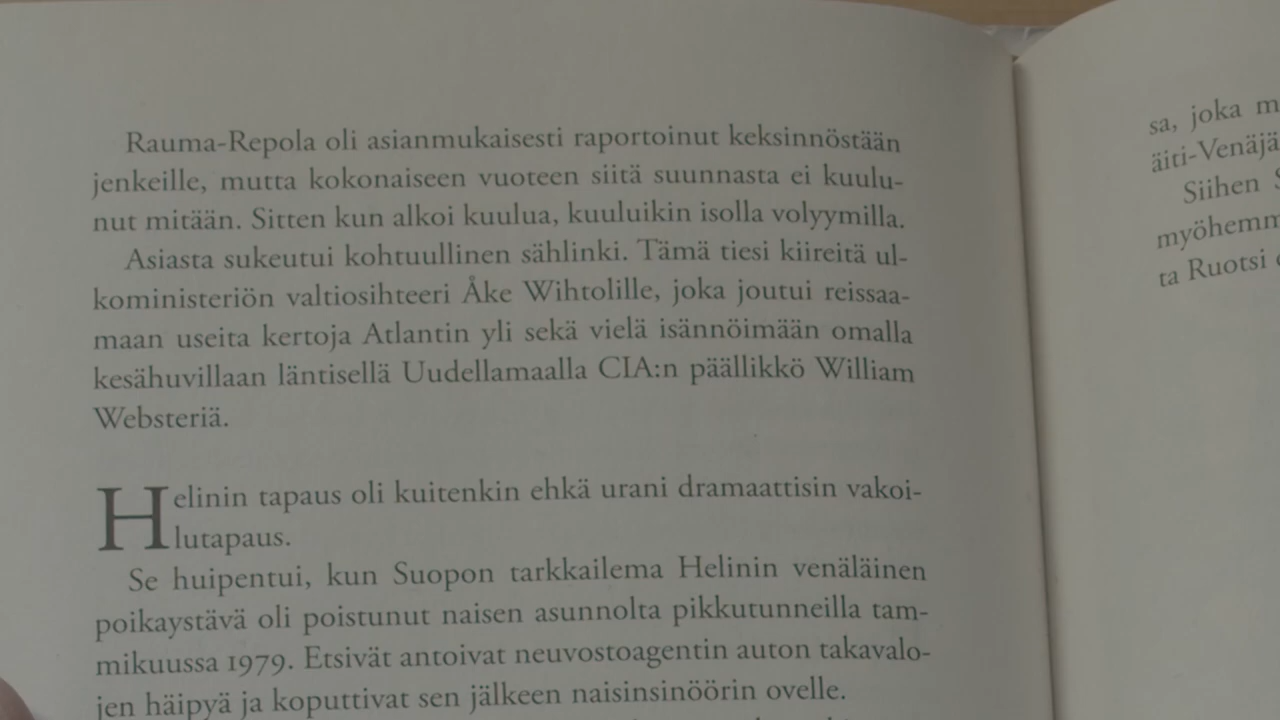 Rauma-Repola oli asianmukaisesti raportoinut keksinnöstään
jenkeille, mutta kokonaiseen vuoteen siitä suunnasta ei kuulu-
nut mitään. Sitten kun alkoi kuulua, kuuluikin isolla volyymilla.
Asiasta sukeutui kohtuullinen sählinki. Tämä tiesi kiireitä ul-
koministeriön valtiosihteeri Åke Wihtolille, joka joutui reissaa-
maan useita kertoja Atlantin yli sekä vielä isännöimään omalla
kesähuvillaan läntisellä Uudellamaalla CIA:n päällikkö William
Websteriä.
Helinin tapaus oli kuitenkin ehkä urani dramaattisin vakoi-
lutapaus.
Se huipentui, kun Suopon tarkkailema Helinin venäläinen
poikaystävä oli poistunut naisen asunnolta pikkutunneilla tam-
mikuussa 1979. Etsivät antoivat neuvostoagentin auton takavalo-
jen häipyä ja koputtivat sen jälkeen naisinsinöörin ovelle.
sa, joka
äiti-Venäjä
Siihen
myöhemm
ta Ruotsi